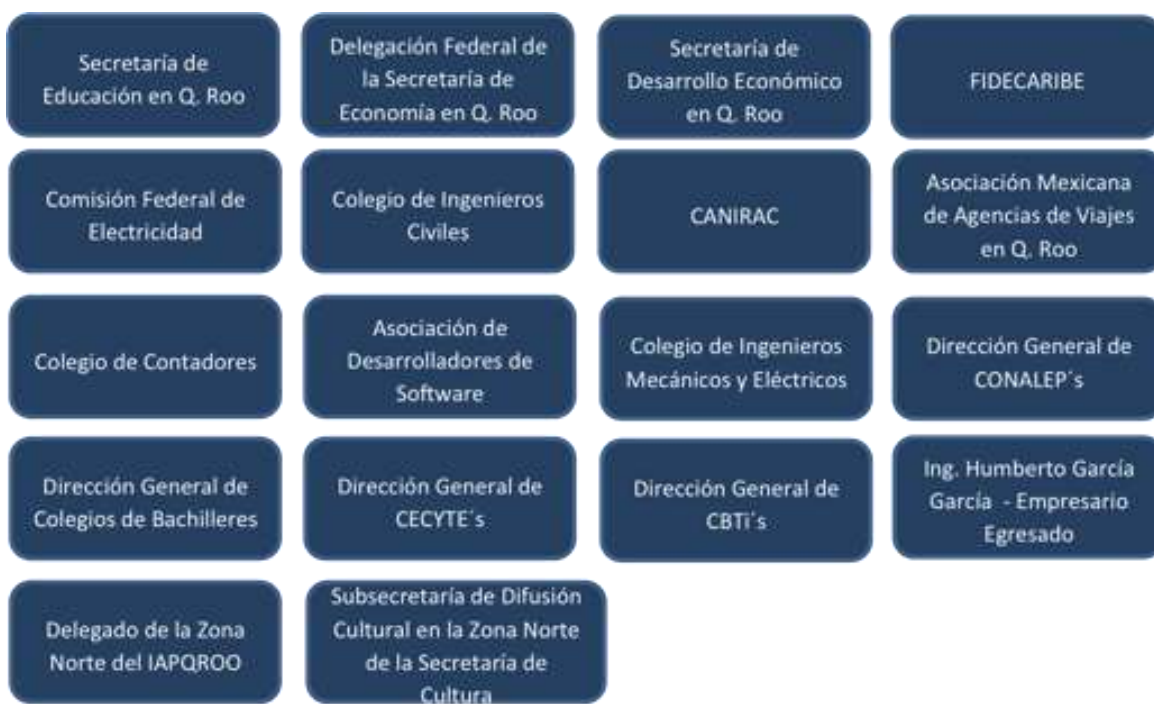 Secretaría de
Educación en Q. Roo
Delegación Federal de
la Secretaría de
Economía en Q. Roo
Secretaría de
Desarrollo Económico
en Q. Roo
FIDECARIBE
Comisión Federal de
Electricidad
Colegio de Ingenieros
Civiles
CANIRAC
Asociación Mexicana
de Agencias de Viajes
en Q. Roo
Colegio de Contadores
Asociación de
Desarrolladores de
Software
Colegio de Ingenieros
Mecánicos y Eléctricos
Dirección General de
CONALEP´s
Dirección General de
Colegios de Bachilleres
Dirección General de
CECYTE´s
Dirección General de
CBTi´s
Ing. Humberto García
García - Empresario
Egresado
Delegado de la Zona
Norte del IAPQROO
Subsecretaría de Difusión
Cultural en la Zona Norte
de la Secretaría de
Cultura